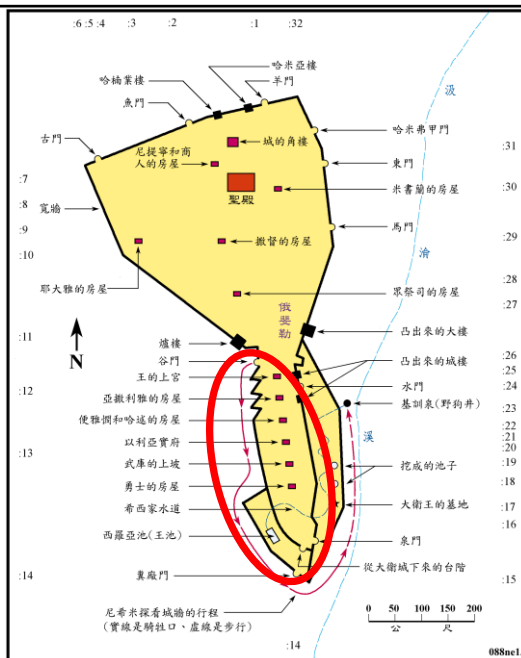 :6 :5 :4 :3 :2 :1 :32
哈米亞樓
羊門
哈楠業樓
魚門
古門
尼提寧和商
人的房屋
城的角樓
聖殿
哈米弗甲門
東門
米書蘭的房屋
馬門
汲
淪
溪
:31
:30
:29
:28
:27
:7
:8
:9
:10
寬牆
撒督的房屋
耶大雅的房屋
眾祭司的房屋
俄斐勒
N
:11
爐樓
谷門
王的上宮
:12
亞撒利雅的房屋
便雅憫和哈述的房屋
以利亞實府
:13
武庫的上坡
勇士的房屋
希西家水道
西羅亞池(王池)
:14
糞廠門
凸出來的大樓
凸出來的城樓
水門
基訓泉(野狗井)
挖成的池子
大衛王的墓地
泉門
從大衛城下來的台階
:26
:25
:24
:23
:22
:21
:20
:19
:18
:17
:16
:15
尼希米探看城牆的行程
(實線是騎牲口、虛線是步行)
:14
0 50 100 150 200
公 尺